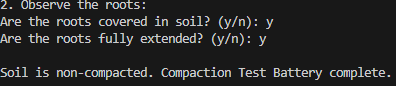 2. Observe the roots:
Are the roots covered in soil? (y/n): y
Are the roots fully extended? (y/n): y
Soil is non-compacted. Compaction Test Battery complete.